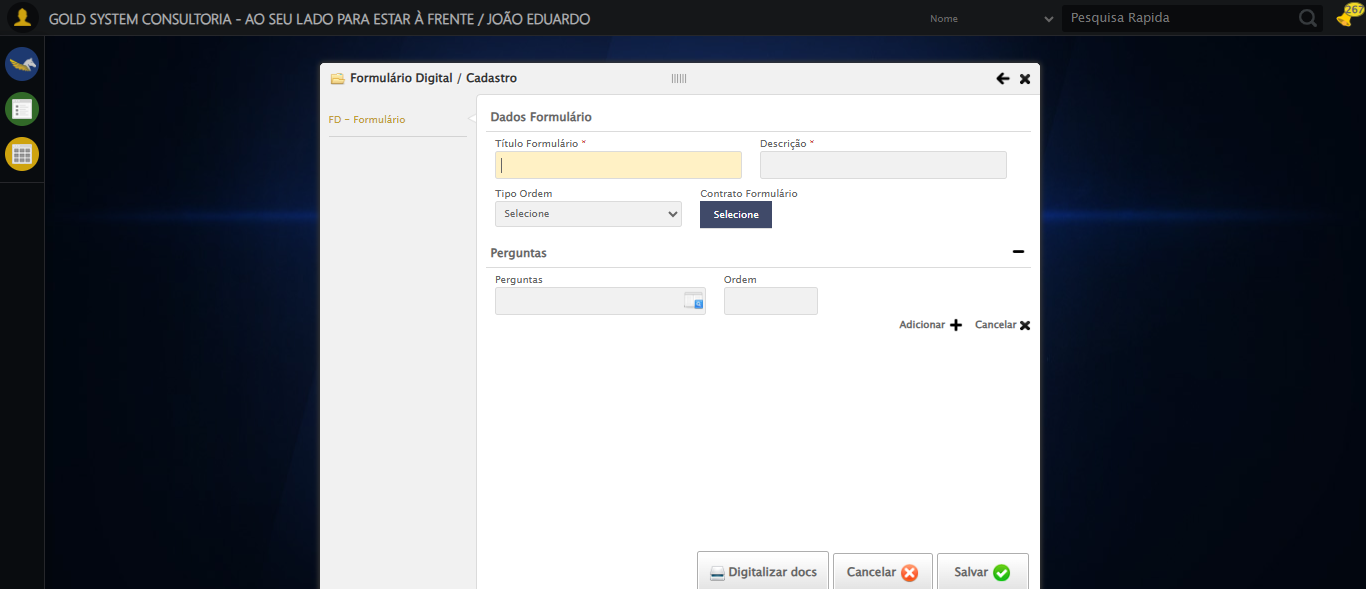 GOLD SYSTEM CONSULTORIA - AO SEU LADO PARA ESTAR À FRENTE / JOÃO EDUARDO
Nome
Pesquisa Rapida
267
Formulário Digital / Cadastro
FD - Formulário
Dados Formulário
Título Formulário *
Descrição *
Tipo Ordem
Contrato Formulário
Selecione
Selecione
Perguntas
Perguntas
Ordem
Adicionar
Cancelar
Digitalizar docs
Cancelar
Salvar